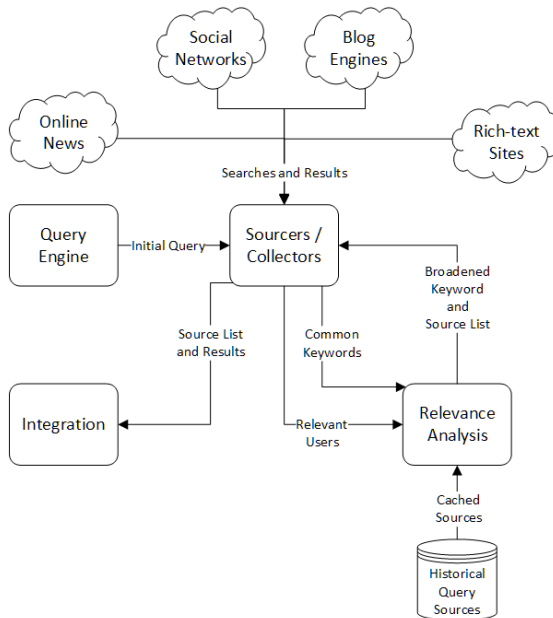 Social
Networks
Blog
Engines
Online
News
Rich-text
Sites
Searches and Results
Query
Engine
Initial Query
Sourcers /
Collectors
Broadened
Keyword
and
Source List
Source List
and Results
Common
Keywords
Integration
Relevant
Users
Relevance
Analysis
Cached
Sources
Historical
Query
Sources